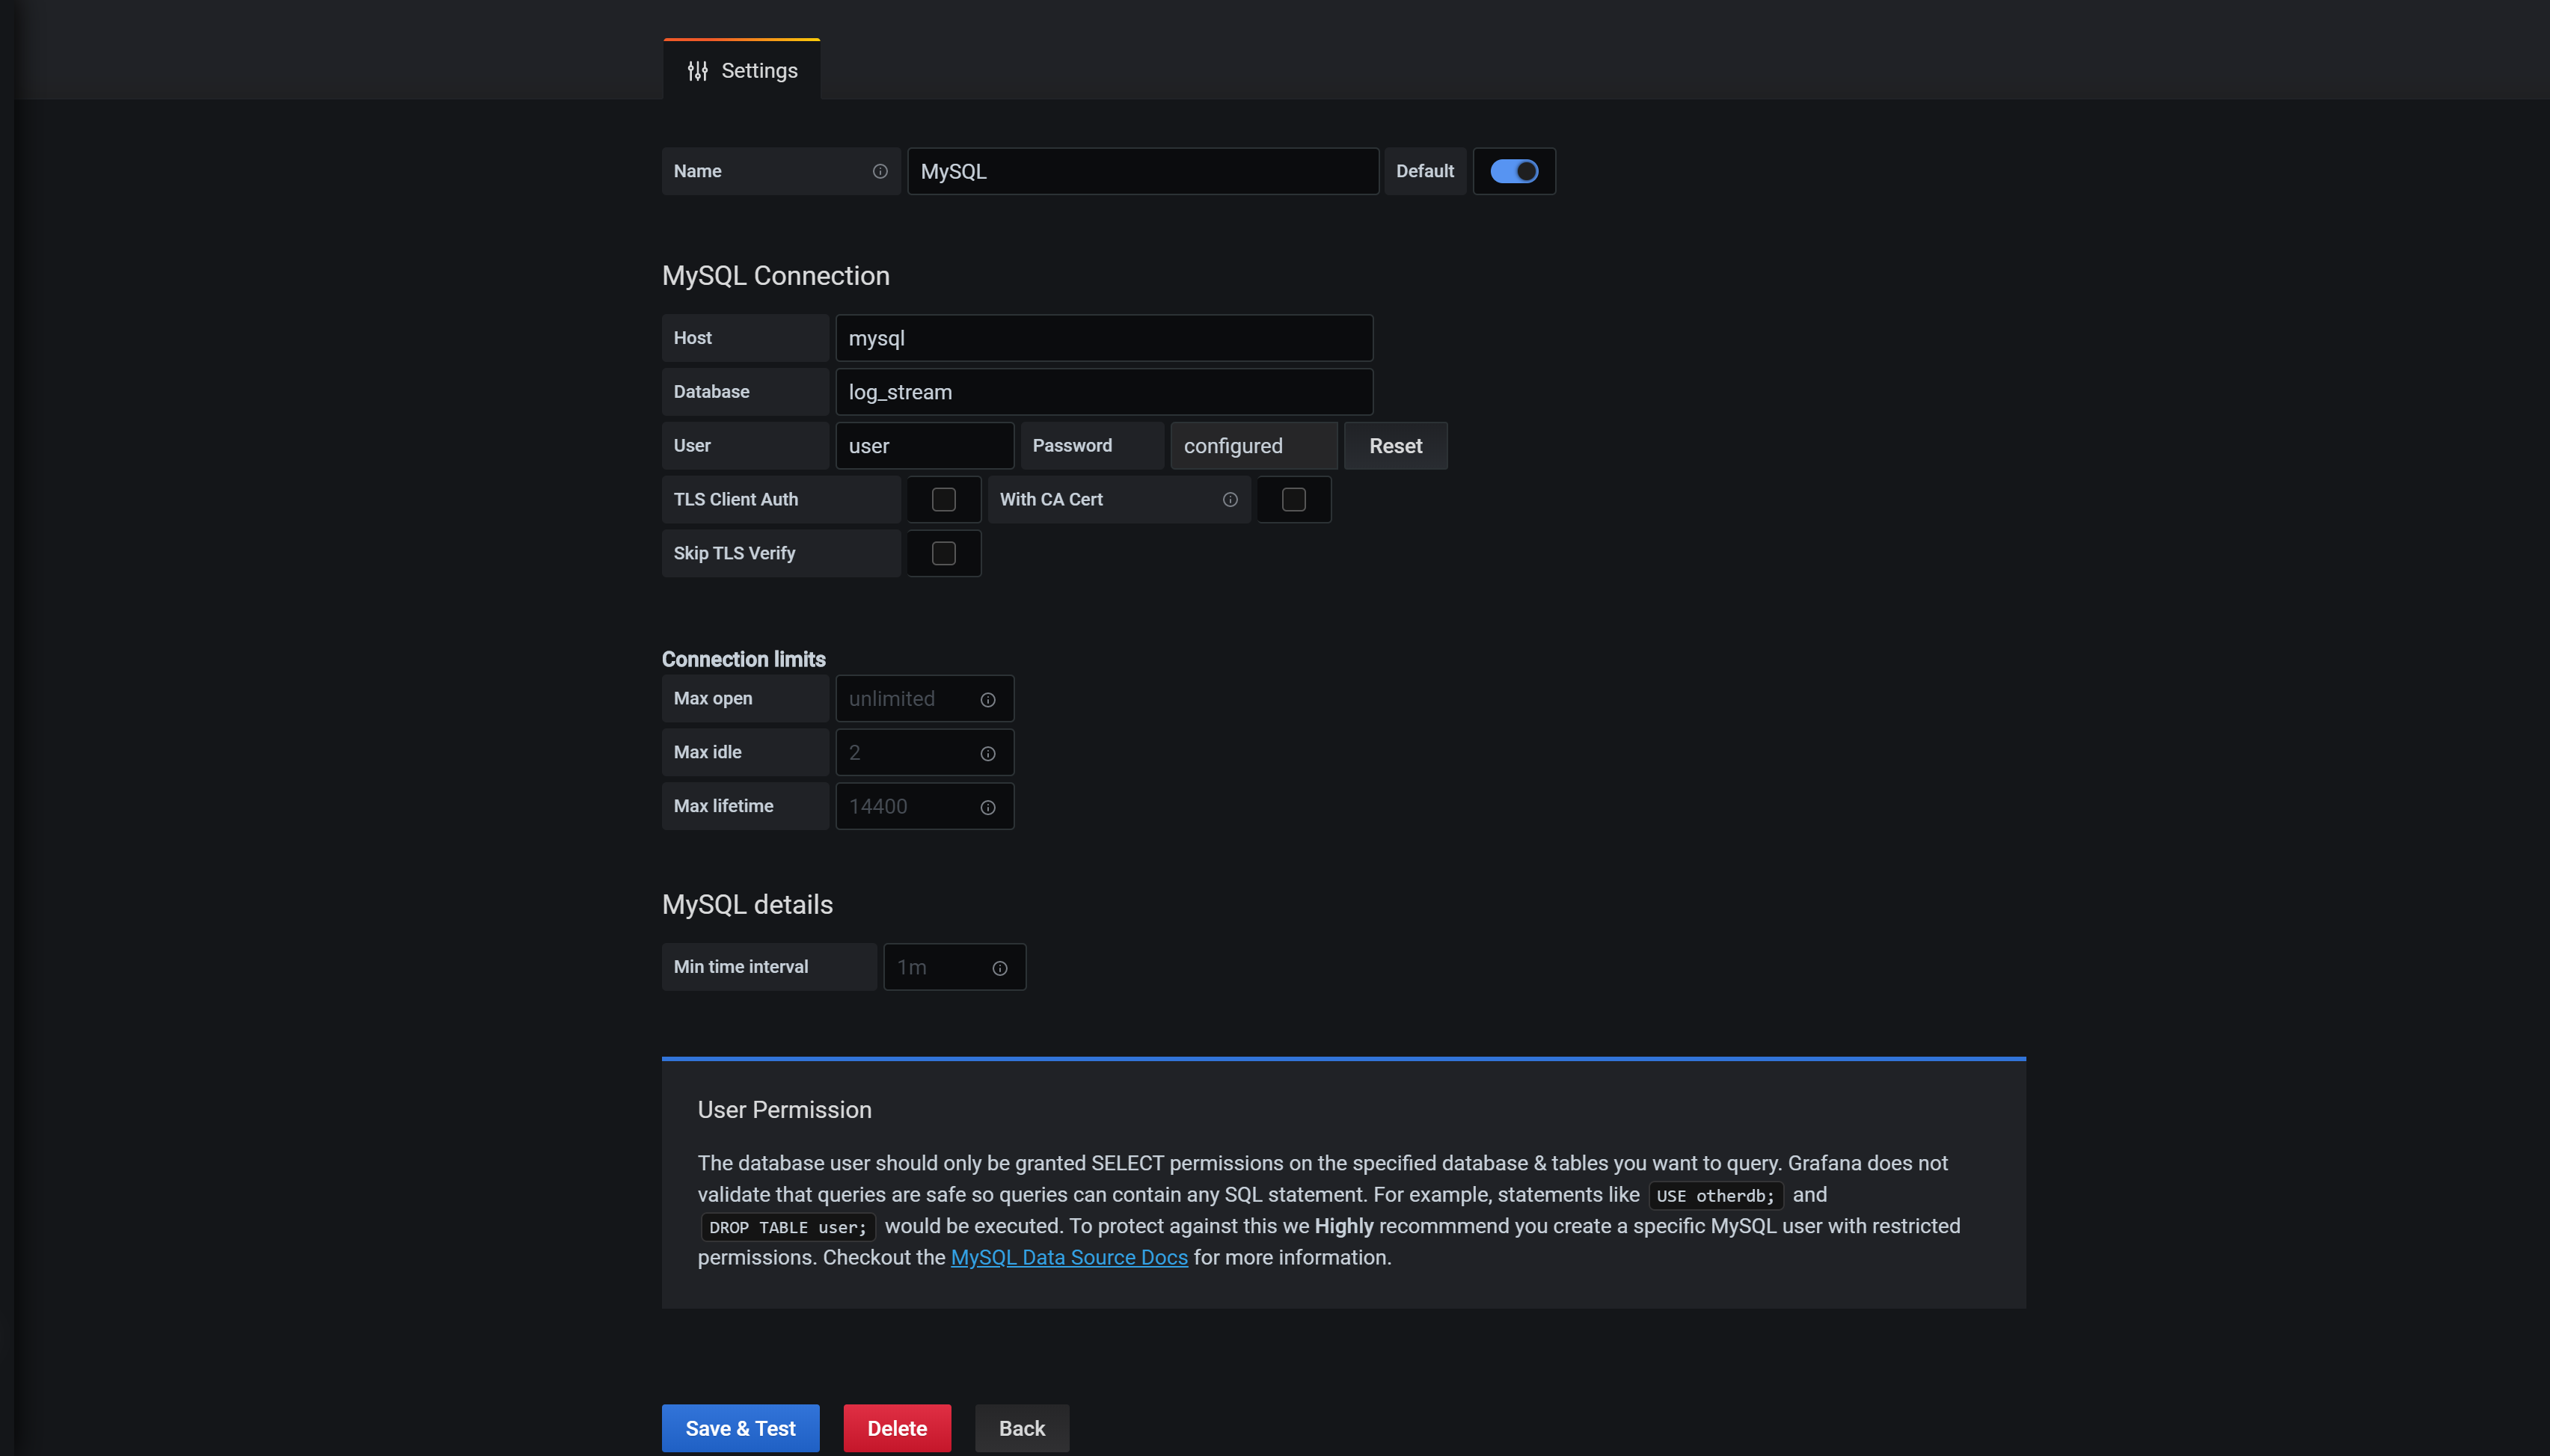 Settings
Name MySQL Default
MySQL Connection
Host mysql
Database log_stream
User user Password configured Reset
TLS Client Auth With CA Cert
Skip TLS Verify
Connection limits
Max open unlimited
Max idle 2
Max lifetime 14400
MySQL details
Min time interval 1m
User Permission
The database user should only be granted SELECT permissions on the specified database & tables you want to query. Grafana does not
validate that queries are safe so queries can contain any SQL statement. For example, statements like USE otherdb; and
DROP TABLE user; would be executed. To protect against this we Highly recommmend you create a specific MySQL user with restricted
permissions. Checkout the MySQL Data Source Docs for more information.
Save & Test Delete Back